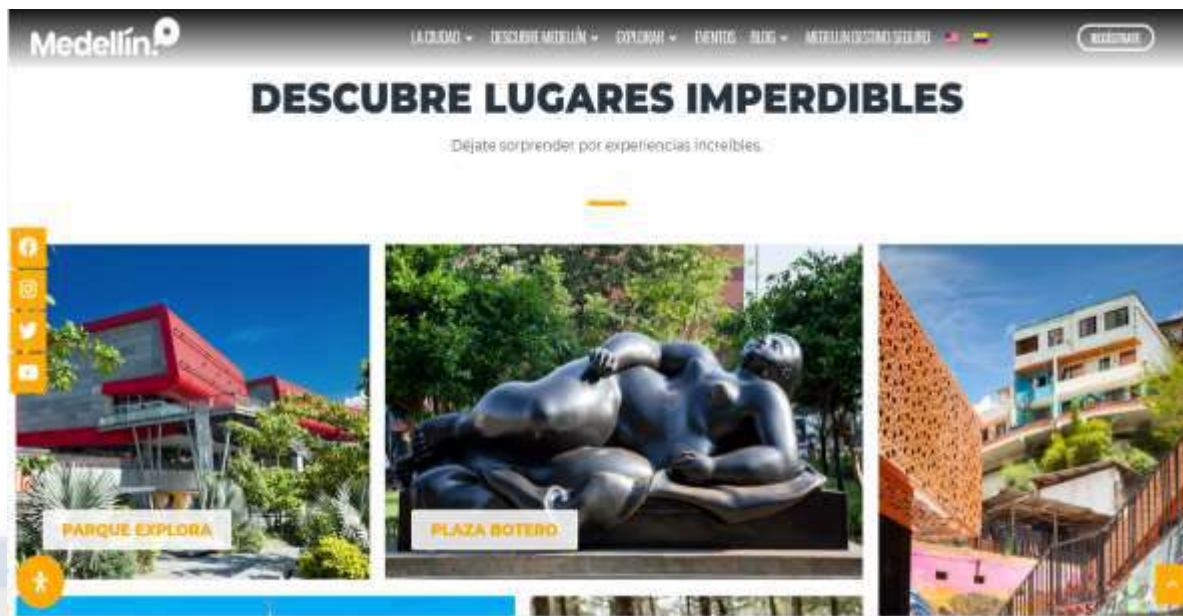 Medellín.
LA CIUDAD DESCUBRE MEDELLÍN EXPLORAR EVENTOS BLOG MEDELLIN DESTINO SEGURO REGÍSTRATE
DESCUBRE LUGARES IMPERDIBLES
Déjate sorprender por experiencias increíbles.
PARQUE EXPLORA
PLAZA BOTERO